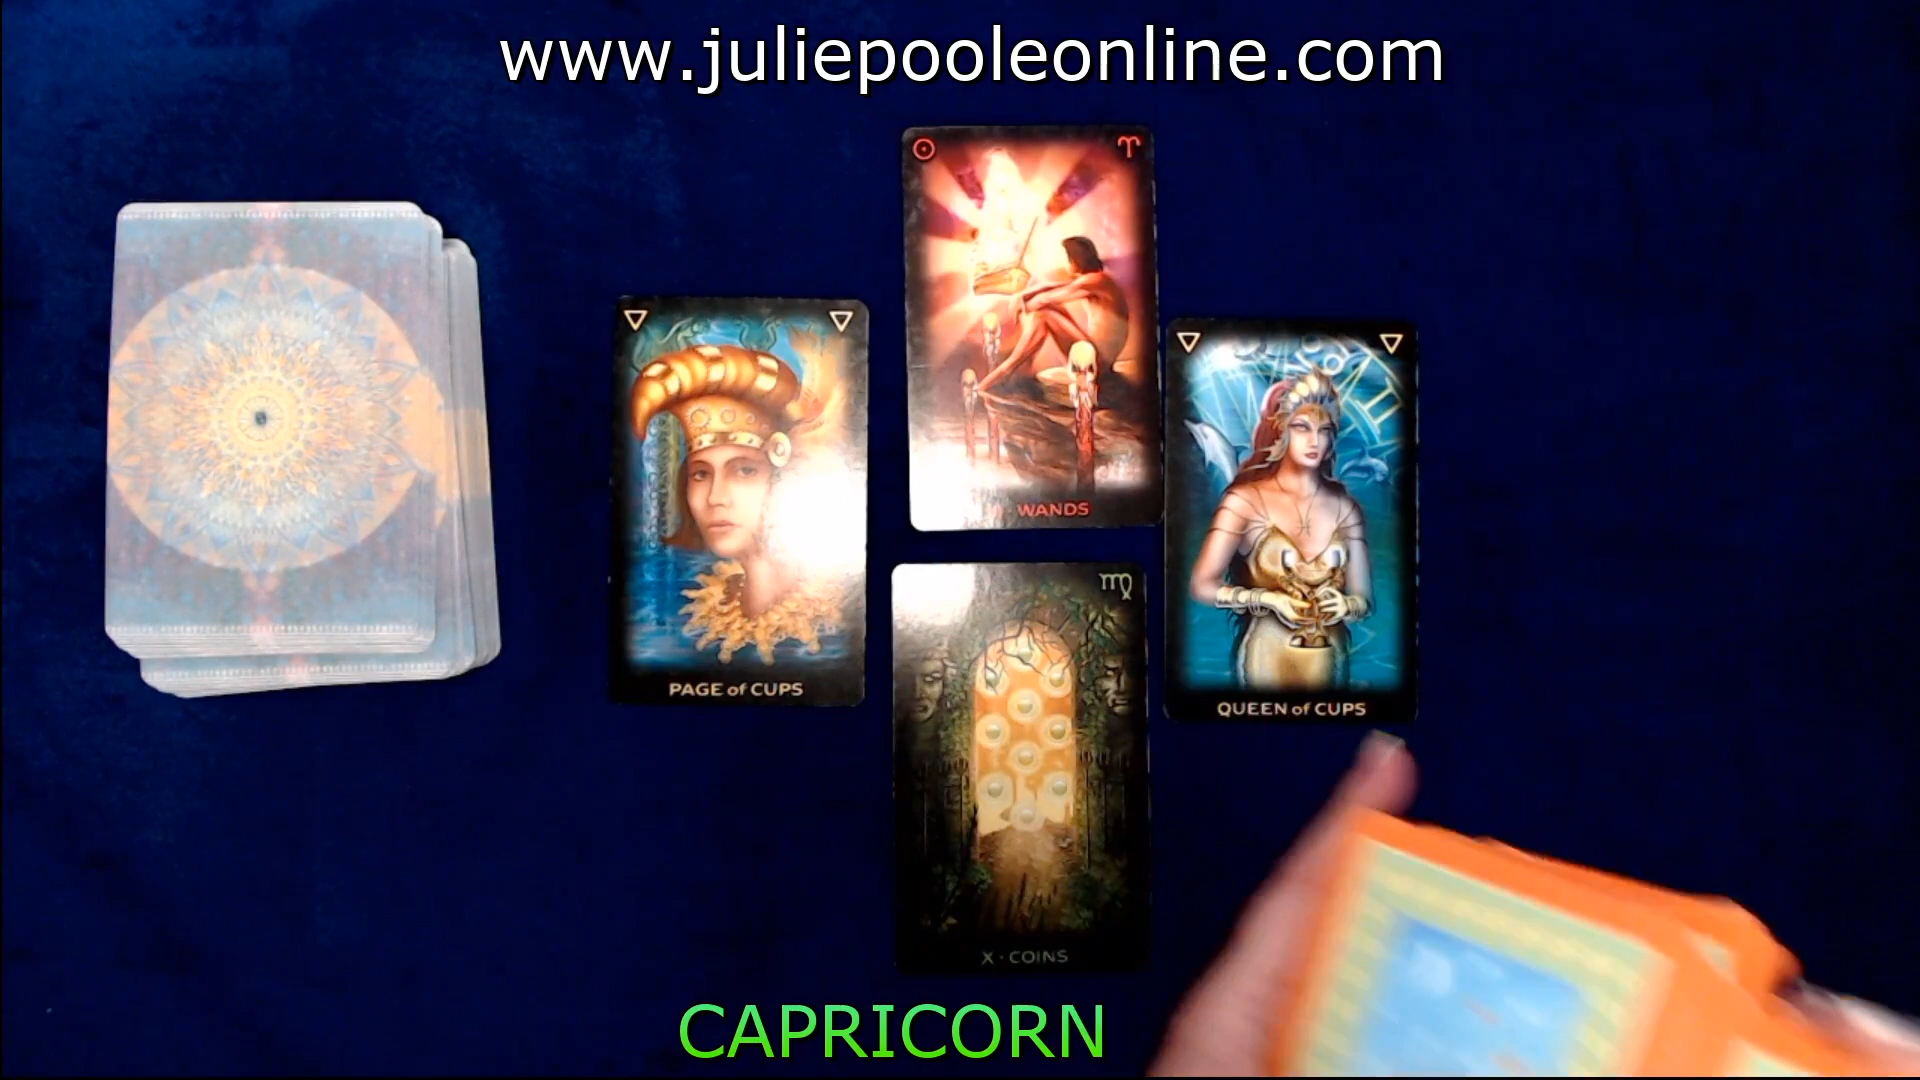 www.juliepooleonline.com
WANDS
PAGE of CUPS
QUEEN of CUPS
X · COINS
CAPRICORN